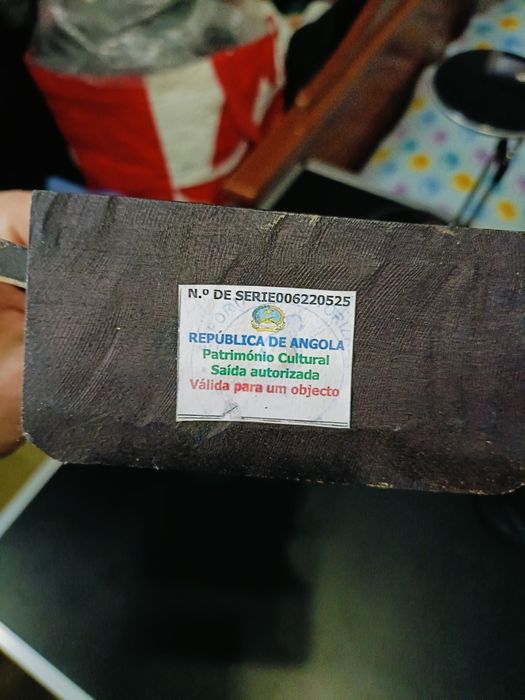 N.º DE SERIE006220525
REPÚBLICA DE ANGOLA
Património Cultural
Saída autorizada
Válida para um objecto